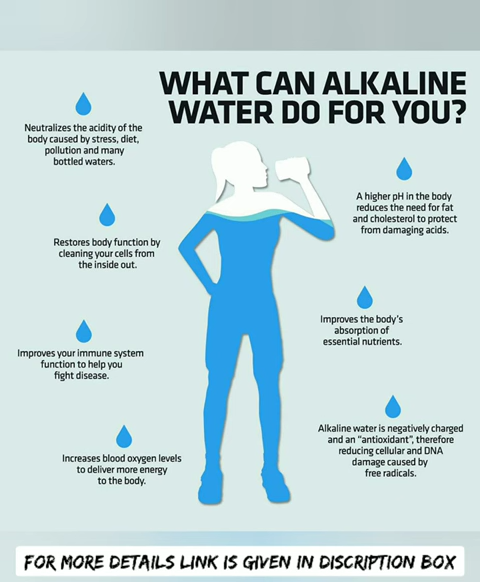 WHAT CAN ALKALINE
WATER DO FOR YOU?
Neutralizes the acidity of the
body caused by stress, diet,
pollution and many
bottled waters.
A higher pH in the body
reduces the need for fat
and cholesterol to protect
from damaging acids.
Restores body function by
cleaning your cells from
the inside out.
Improves the body's
absorption of
essential nutrients.
Improves your immune system
function to help you
fight disease.
Alkaline water is negatively charged
and an "antioxidant", therefore
reducing cellular and DNA
damage caused by
free radicals.
Increases blood oxygen levels
to deliver more energy
to the body.
FOR MORE DETAILS LINK IS GIVEN IN DISCRIPTION BOX